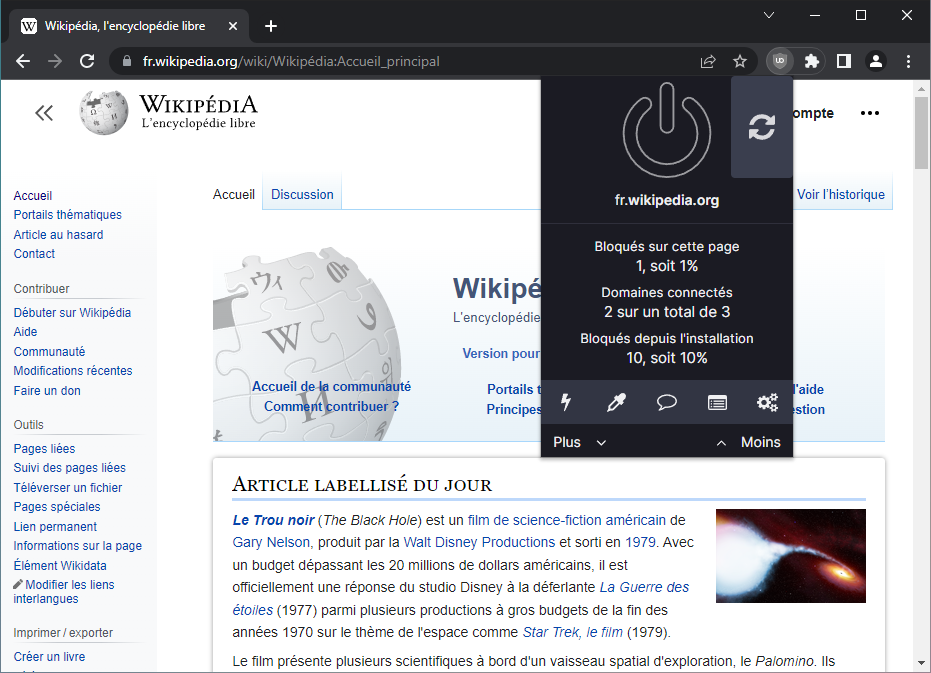 Wikipédia, l'encyclopédie libre
fr.wikipedia.org/wiki/Wikipédia:Accueil_principal
WIKIPÉDIA
L'encyclopédie libre
fr.wikipedia.org
Bloqués sur cette page
1, soit 1%
Domaines connectés
2 sur un total de 3
Bloqués depuis l'installation
10, soit 10%
Plus
Moins
Accueil
Portails thématiques
Article au hasard
Contact
Contribuer
Débuter sur Wikipédia
Aide
Communauté
Modifications récentes
Faire un don
Outils
Pages liées
Suivi des pages liées
Téléverser un fichier
Pages spéciales
Lien permanent
Informations sur la page
Élément Wikidata
Modifier les liens
interlangues
Imprimer / exporter
Créer un livre
Accueil
Discussion
Voir l'historique
L'encyclopédie
Version pour
Accueil de la communauté
Comment contribuer ?
Portails
Principes
ARTICLE LABELLISÉ DU JOUR
Le Trou noir (The Black Hole) est un film de science-fiction américain de
Gary Nelson, produit par la Walt Disney Productions et sorti en 1979. Avec
un budget dépassant les 20 millions de dollars américains, il est
officiellement une réponse du studio Disney à la déferlante La Guerre des
étoiles (1977) parmi plusieurs productions à gros budgets de la fin des
années 1970 sur le thème de l'espace comme Star Trek, le film (1979).
Le film présente plusieurs scientifiques à bord d'un vaisseau spatial d'exploration, le Palomino. Ils